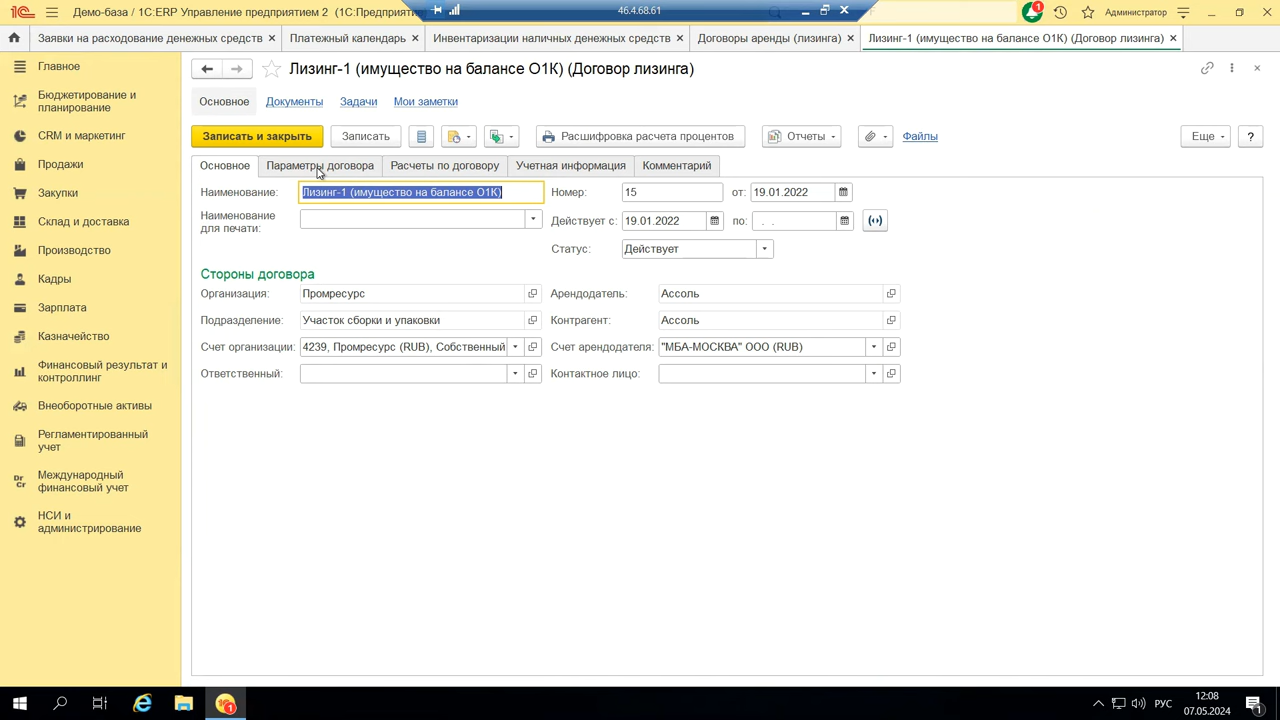 Демо-база / 1С:ERP Управление предприятием 2 (1С:Предприяти
46.4.68.61
Администратор
Заявки на расходование денежных средств
Платежный календарь
Инвентаризации наличных денежных средств
Договоры аренды (лизинга)
Лизинг-1 (имущество на балансе О1К) (Договор лизинга)
Главное
Бюджетирование и
планирование
CRM и маркетинг
Продажи
Закупки
Склад и доставка
Производство
Кадры
Зарплата
Казначейство
Финансовый результат и
контроллинг
Внеоборотные активы
Регламентированный
учет
Международный
финансовый учет
НСИ и
администрирование
Лизинг-1 (имущество на балансе О1К) (Договор лизинга)
Основное Документы Задачи Мои заметки
Записать и закрыть Записать Расшифровка расчета процентов Отчеты Файлы Еще ?
Основное Параметры договора Расчеты по договору Учетная информация Комментарий
Наименование: Лизинг-1 (имущество на балансе О1К) Номер: 15 от: 19.01.2022
Наименование
для печати:
Действует с: 19.01.2022 по: . .
Статус: Действует
Стороны договора
Организация: Промресурс Арендодатель: Ассоль
Подразделение: Участок сборки и упаковки Контрагент: Ассоль
Счет организации: 4239, Промресурс (RUB), Собственный Счет арендодателя: "МБА-МОСКВА" ООО (RUB)
Ответственный: Контактное лицо:
РУС
12:08
07.05.2024